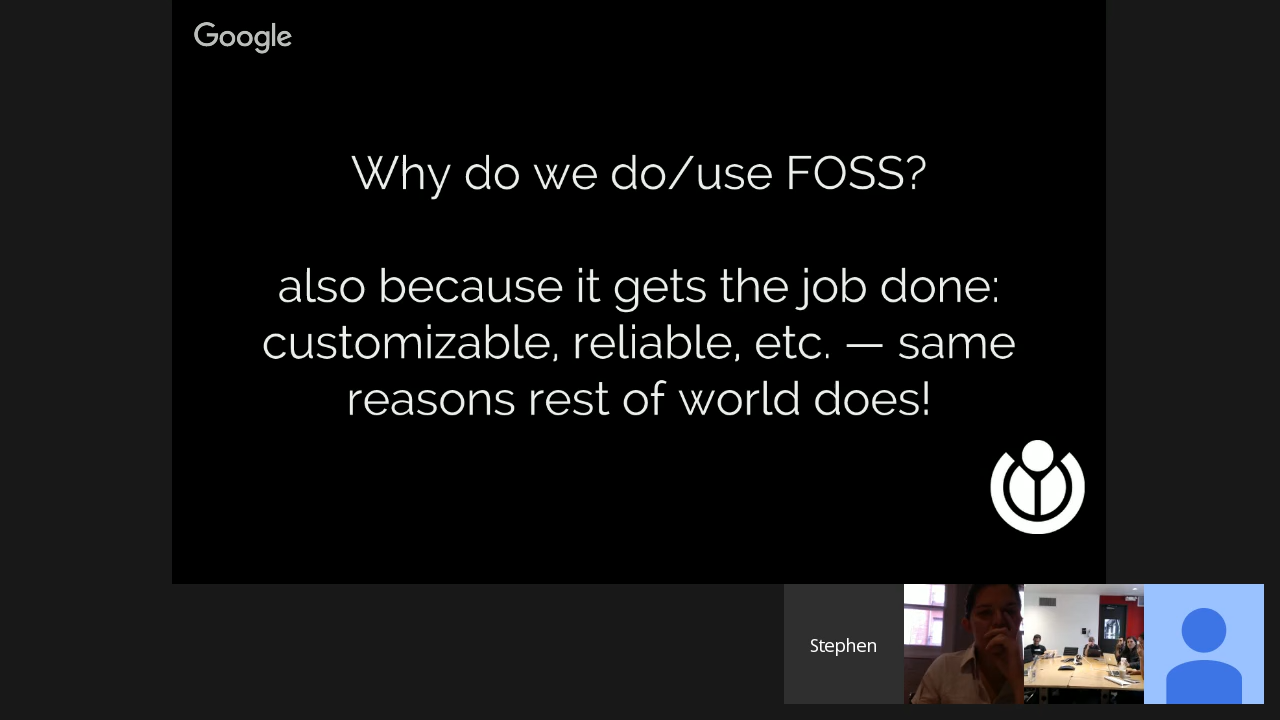 Google
Why do we do/use FOSS?
also because it gets the job done:
customizable, reliable, etc. — same
reasons rest of world does!
Stephen